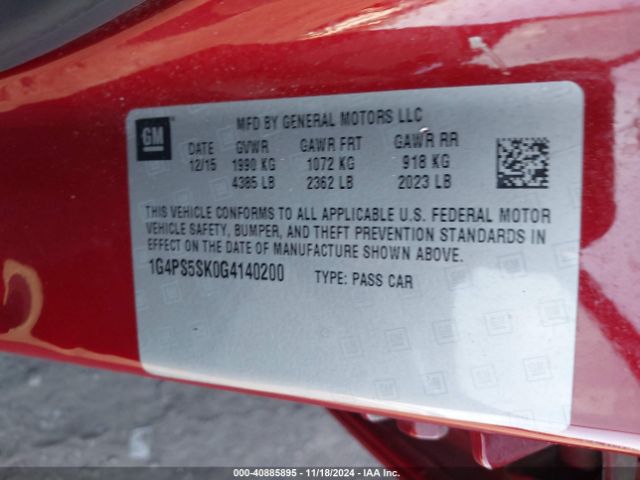 MFD BY GENERAL MOTORS LLC
GM
DATE GVWR GAWR FRT GAWR RR
12/15 1990 KG 1072 KG 918 KG
4385 LB 2362 LB 2023 LB
THIS VEHICLE CONFORMS TO ALL APPLICABLE U.S. FEDERAL MOTOR
VEHICLE SAFETY, BUMPER, AND THEFT PREVENTION STANDARDS IN
EFFECT ON THE DATE OF MANUFACTURE SHOWN ABOVE.
1G4PS5SK0G4140200 TYPE: PASS CAR
000-40885895 - 11/18/2024 - IAA Inc.